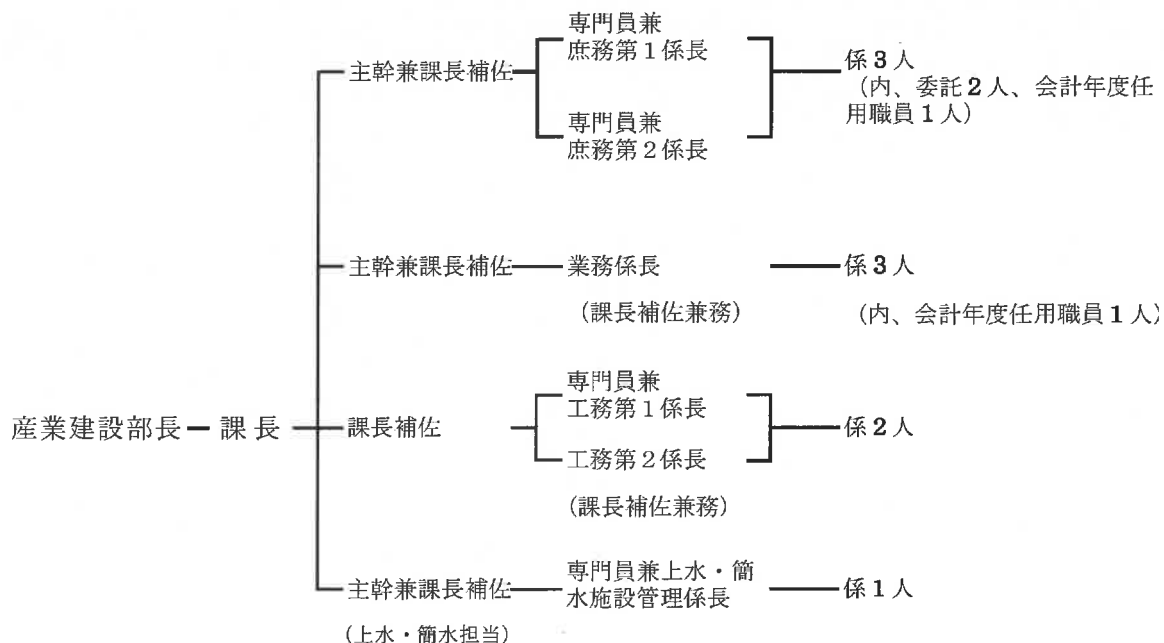 専門員兼
庶務第1係長
主幹兼課長補佐
係3人
(内、委託2人、会計年度任
用職員1人)
専門員兼
庶務第2係長
主幹兼課長補佐
業務係長
係3人
(課長補佐兼務)
(内、会計年度任用職員1人)
専門員兼
工務第1係長
産業建設部長
課長
課長補佐
係2人
工務第2係長
(課長補佐兼務)
主幹兼課長補佐
専門員兼上水・簡
水施設管理係長
係1人
(上水・簡水担当)